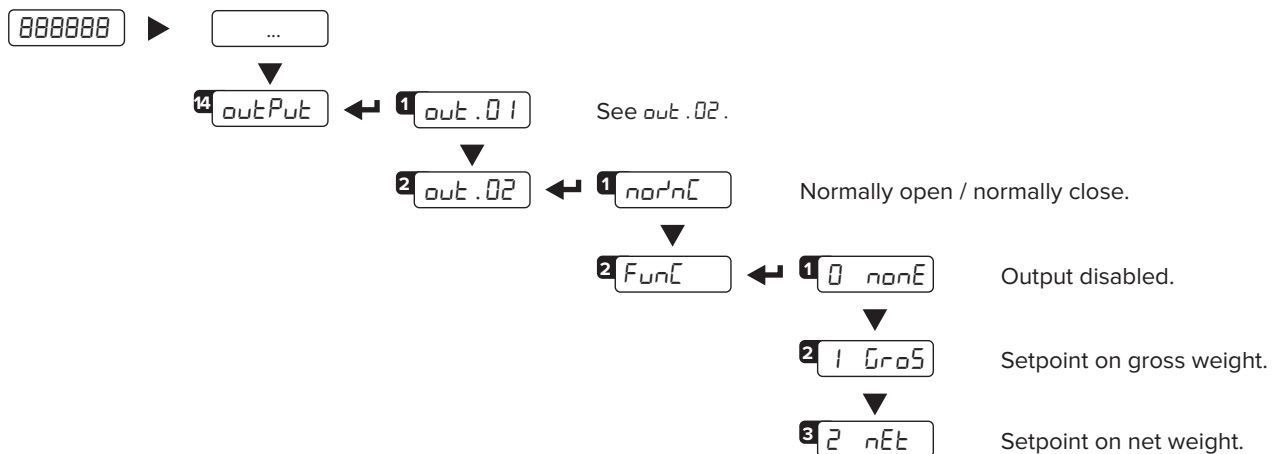 888888 ...
14 outPut 1 out.01 See out.02.
2 out.02 1 no/nC Normally open / normally close.
2 FunC 1 0 nonE Output disabled.
2 1 GroS Setpoint on gross weight.
3 2 nEt Setpoint on net weight.